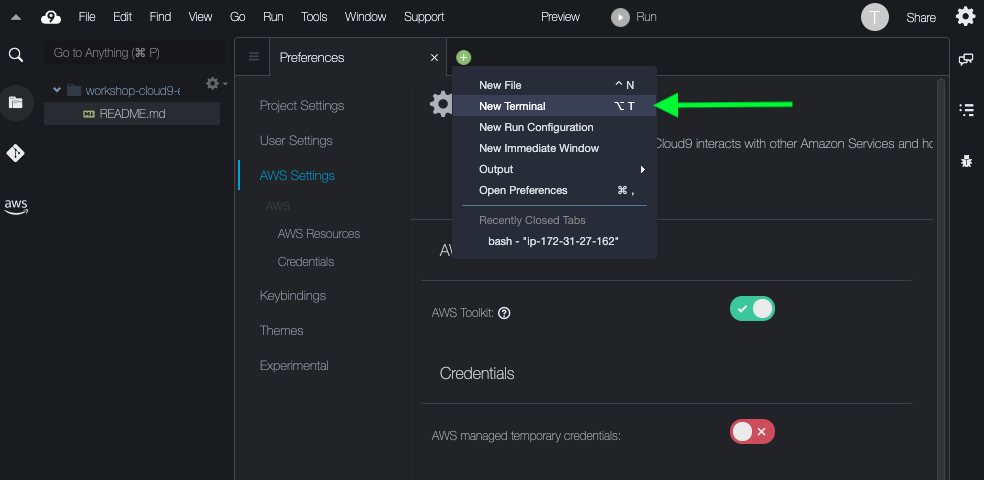 File Edit Find View Go Run Tools Window Support Preview Run T Share
Go to Anything (⌘ P)
Preferences
workshop-cloud9-e
README.md
aws
Project Settings
User Settings
AWS Settings
AWS
AWS Resources
Credentials
Keybindings
Themes
Experimental
New File ^ N
New Terminal ⌥ T
New Run Configuration
New Immediate Window
Output
Open Preferences ⌘ ,
Recently Closed Tabs
bash - "ip-172-31-27-162"
Cloud9 interacts with other Amazon Services and ho
AWS Toolkit: ?
Credentials
AWS managed temporary credentials: